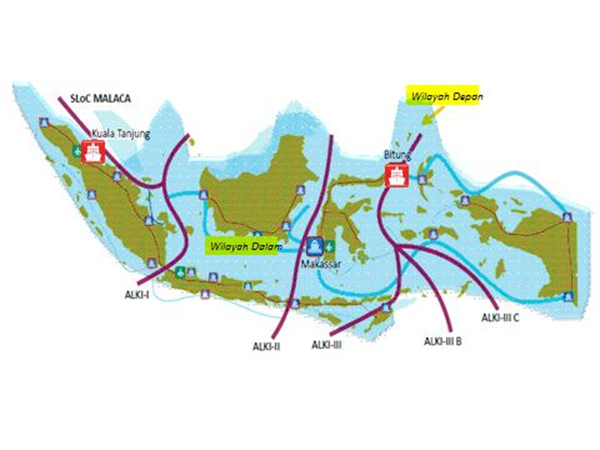 Wilayah Depan
SLoC MALACA
Kuala Tanjung
Bitung
Wilayah Dalam
Makassar
ALKI-I
ALKI-II
ALKI-III
ALKI-III B
ALKI-III C